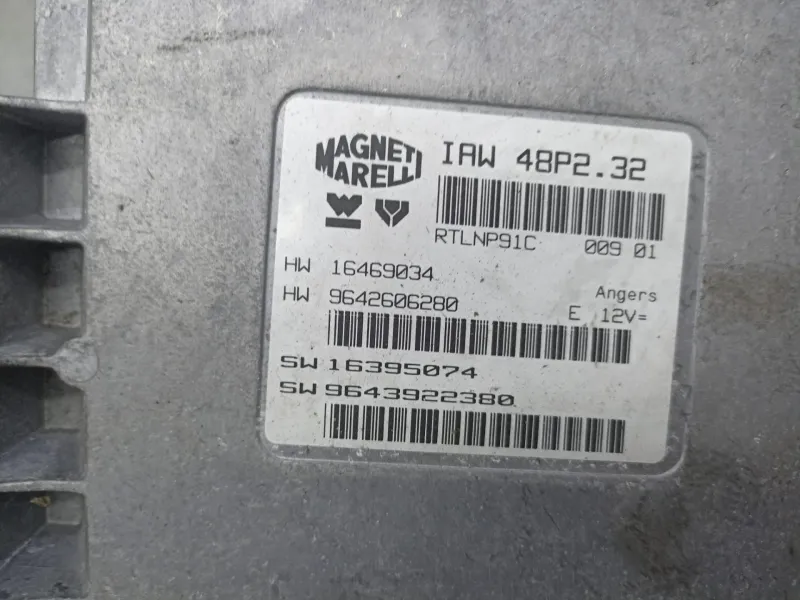 MAGNETI
MARELLI
IAW 48P2.32
RTLNP91C 009 01
HW 16469034
HW 9642606280
Angers
E 12V=
SW 16395074
SW 9643922380